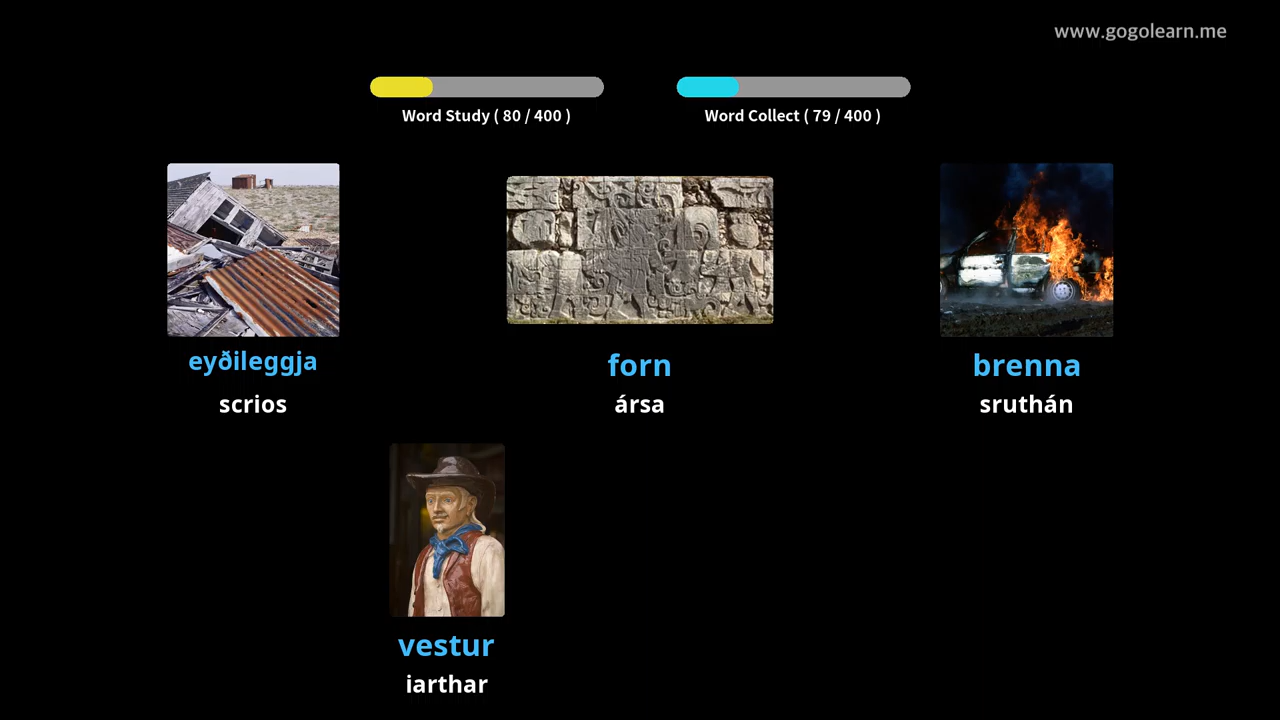 www.gogolearn.me
Word Study ( 80 / 400 )
Word Collect ( 79 / 400 )
eyðileggja
scrios
forn
ársa
brenna
sruthán
vestur
iarthar